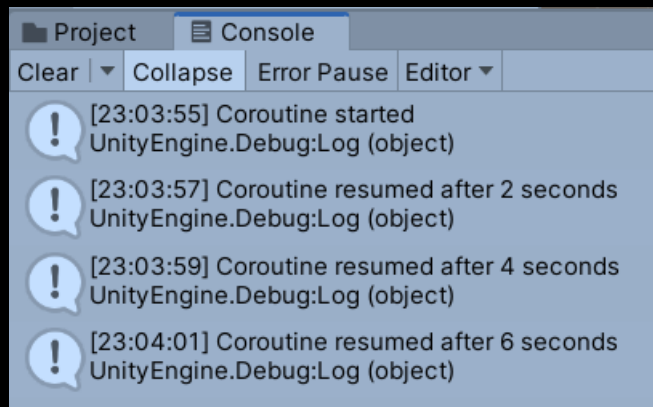 Project Console
Clear Collapse Error Pause Editor
[23:03:55] Coroutine started
UnityEngine.Debug:Log (object)
[23:03:57] Coroutine resumed after 2 seconds
UnityEngine.Debug:Log (object)
[23:03:59] Coroutine resumed after 4 seconds
UnityEngine.Debug:Log (object)
[23:04:01] Coroutine resumed after 6 seconds
UnityEngine.Debug:Log (object)